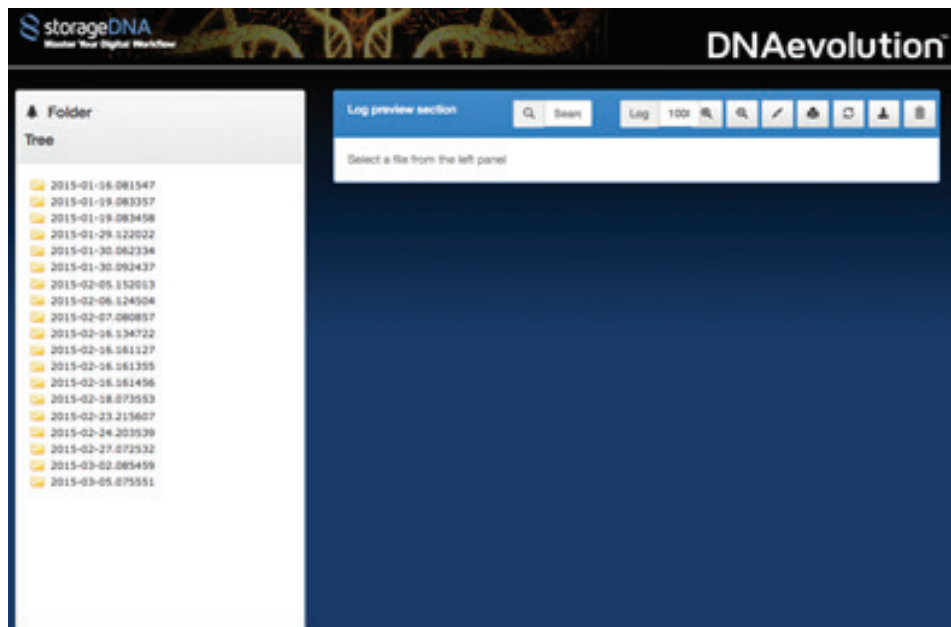 storageDNA
Master Your Digital Workflow
DNAevolution
Folder
Tree
2015-01-16.081547
2015-01-19.083357
2015-01-19.083458
2015-01-29.122022
2015-01-30.062334
2015-01-30.092437
2015-02-05.152013
2015-02-06.124504
2015-02-07.080857
2015-02-16.134722
2015-02-16.161127
2015-02-16.161355
2015-02-16.161456
2015-02-18.073553
2015-02-23.215607
2015-02-24.203539
2015-02-27.072532
2015-03-02.085459
2015-03-05.075551
Log preview section
Log
Select a file from the left panel